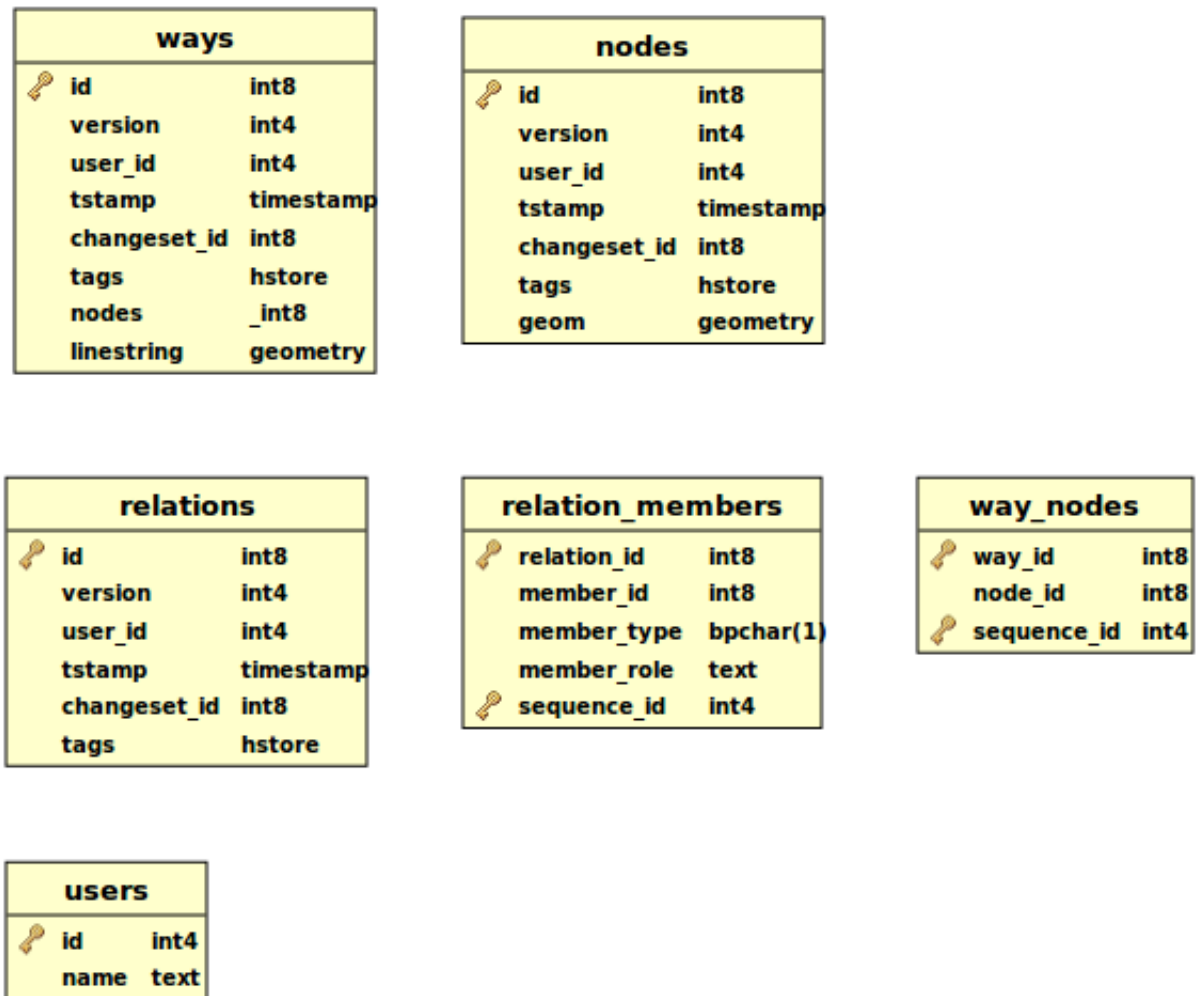 ways
id int8
version int4
user_id int4
tstamp timestamp
changeset_id int8
tags hstore
nodes _int8
linestring geometry
nodes
id int8
version int4
user_id int4
tstamp timestamp
changeset_id int8
tags hstore
geom geometry
relations
id int8
version int4
user_id int4
tstamp timestamp
changeset_id int8
tags hstore
relation_members
relation_id int8
member_id int8
member_type bpchar(1)
member_role text
sequence_id int4
way_nodes
way_id int8
node_id int8
sequence_id int4
users
id int4
name text